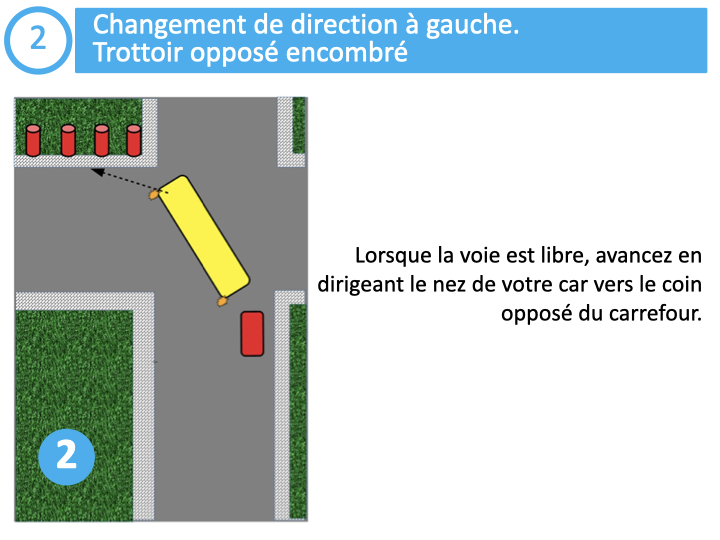 2
Changement de direction à gauche.
Trottoir opposé encombré
Lorsque la voie est libre, avancez en
dirigeant le nez de votre car vers le coin
opposé du carrefour.
2